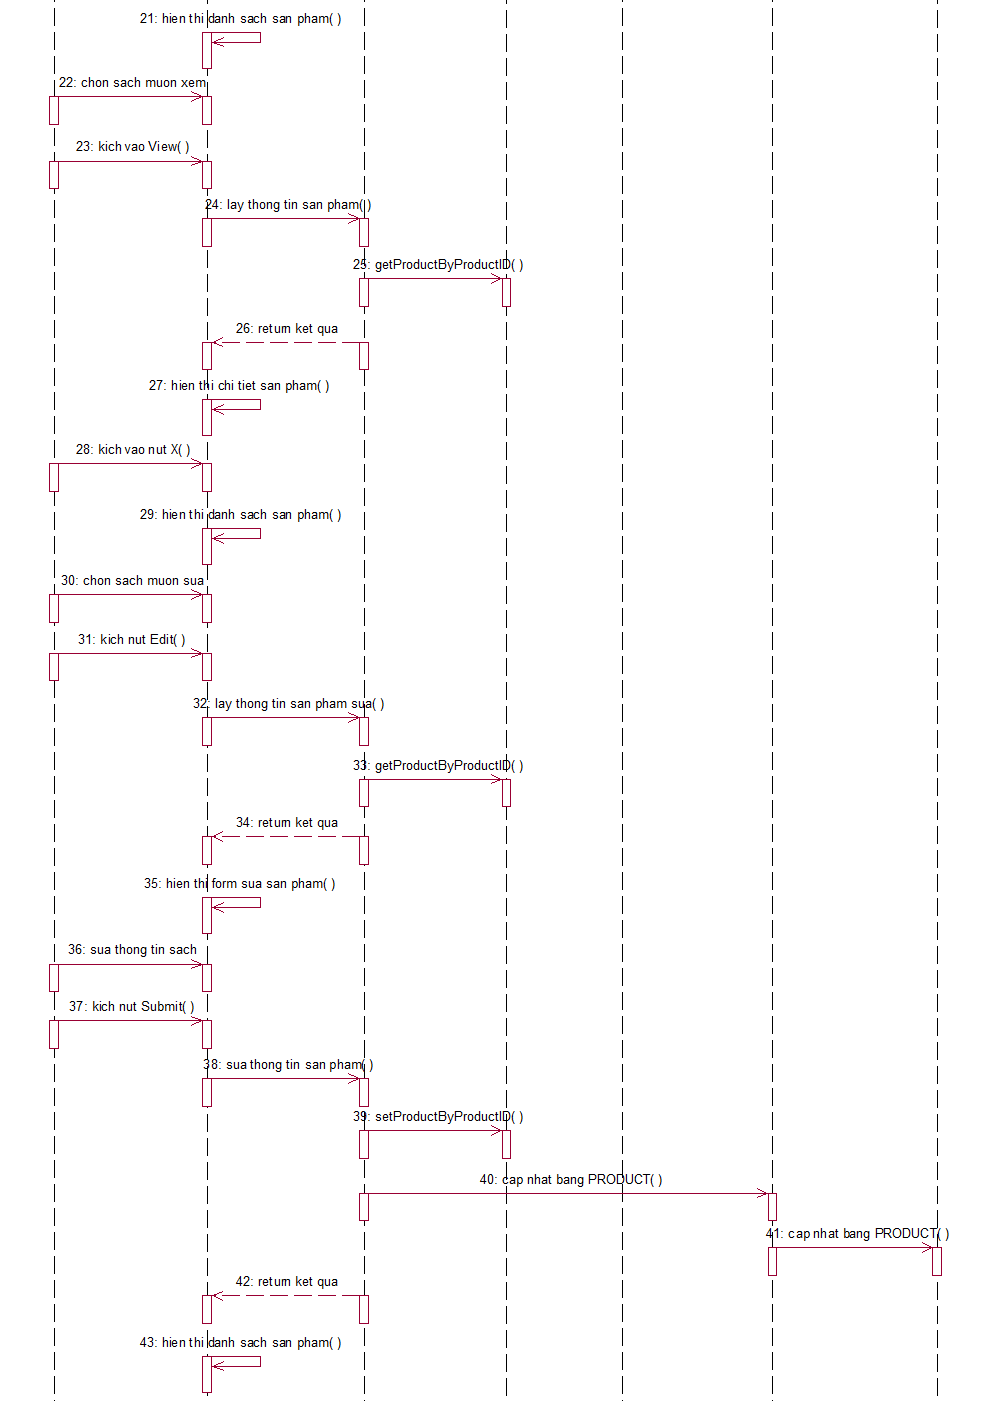 21: hien thi danh sach san pham( )
22: chon sach muon xem
23: kich vao View( )
24: lay thong tin san pham( )
25: getProductByProductID( )
26: return ket qua
27: hien thi chi tiet san pham( )
28: kich vao nut X( )
29: hien thi danh sach san pham( )
30: chon sach muon sua
31: kich nut Edit( )
32: lay thong tin san pham sua( )
33: getProductByProductID( )
34: return ket qua
35: hien thi form sua san pham( )
36: sua thong tin sach
37: kich nut Submit( )
38: sua thong tin san pham( )
39: setProductByProductID( )
40: cap nhat bang PRODUCT( )
41: cap nhat bang PRODUCT( )
42: return ket qua
43: hien thi danh sach san pham( )